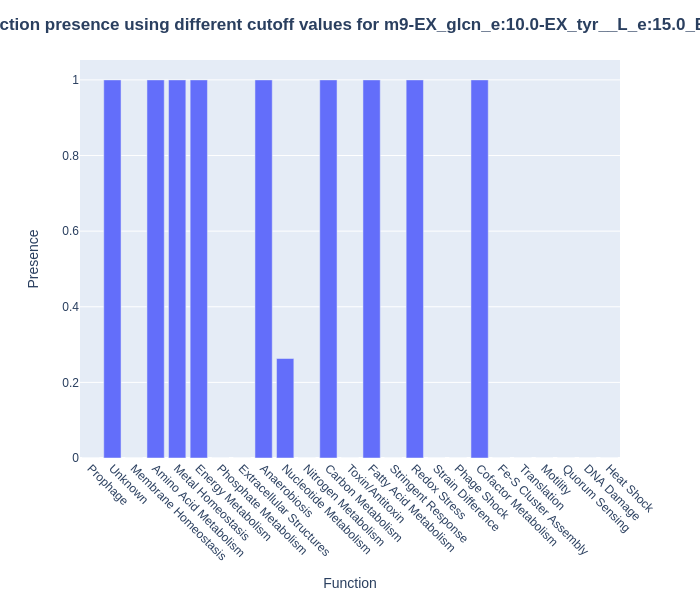 ction presence using different cutoff values for m9-EX_glcn_e:10.0-EX_tyr__L_e:15.0_E
1
0.8
0.6
0.4
0.2
0
Presence
Prophage
Unknown
Membrane Homeostasis
Amino Acid Metabolism
Metal Homeostasis
Energy Metabolism
Phosphate Metabolism
Extracellular Structures
Anaerobiosis
Nucleotide Metabolism
Nitrogen Metabolism
Carbon Metabolism
Toxin/Antitoxin
Fatty Acid Metabolism
Stringent Response
Redox Stress
Strain Difference
Phage Shock
Cofactor Metabolism
Fe-S Cluster Assembly
Translation
Motility
Quorum Sensing
DNA Damage
Heat Shock
Function